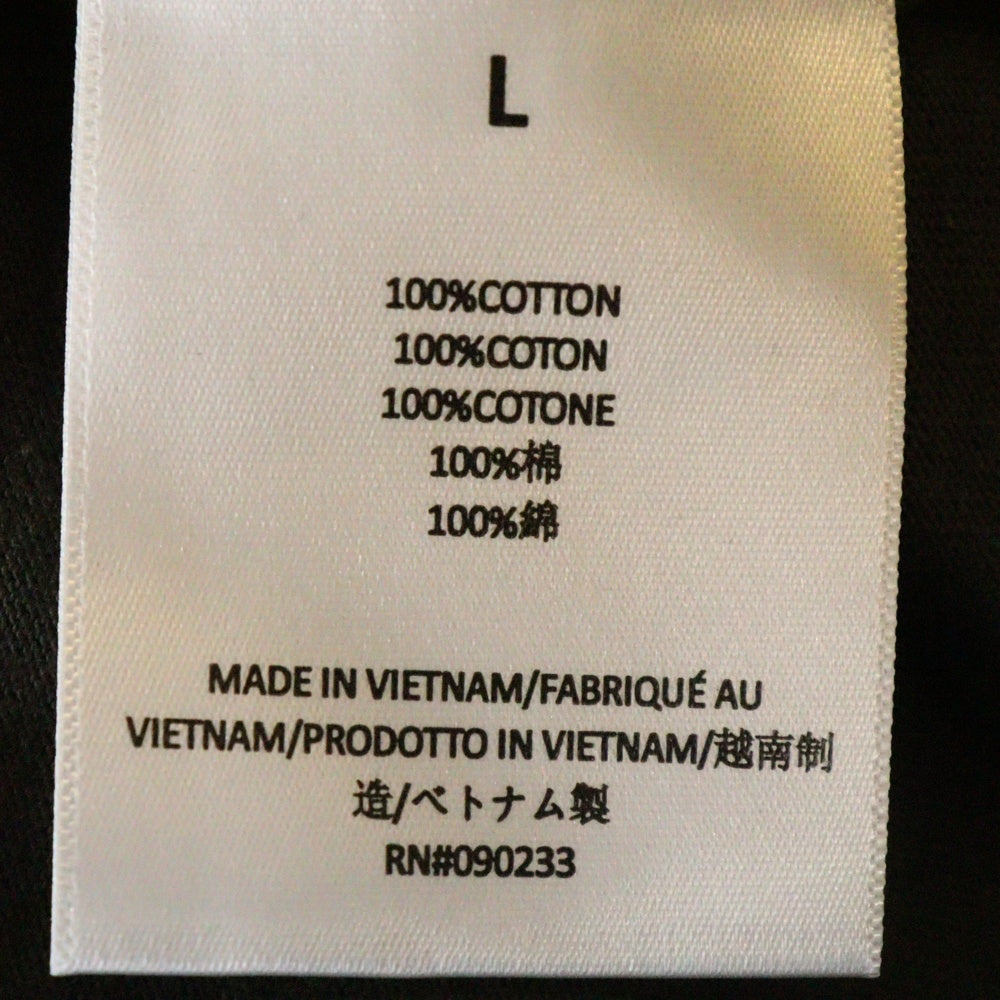 L
100%COTTON
100%COTON
100%COTONE
100%棉
100%綿
MADE IN VIETNAM/FABRIQUÉ AU
VIETNAM/PRODOTTO IN VIETNAM/越南制
造/ベトナム製
RN#090233